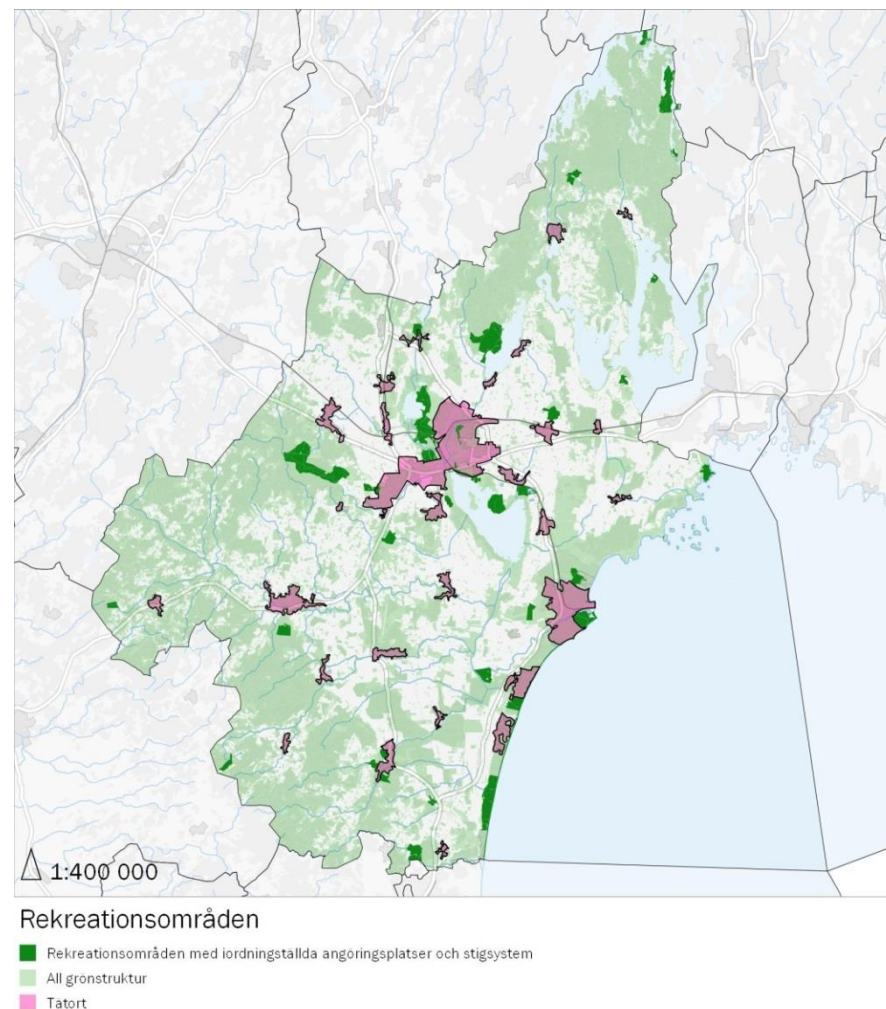 1:400 000
Rekreationsområden
Rekreationsområden med iordningställda angöringsplatser och stigsystem
All grönstruktur
Tätort